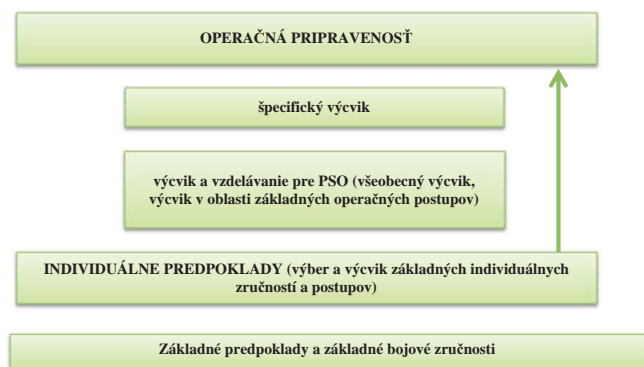 OPERAČNÁ PRIPRAVENOSŤ
špecifický výcvik
výcvik a vzdelávanie pre PSO (všeobecný výcvik,
výcvik v oblasti základných operačných postupov)
INDIVIDUÁLNE PREDPOKLADY (výber a výcvik základných individuálnych
zručností a postupov)
Základné predpoklady a základné bojové zručnosti